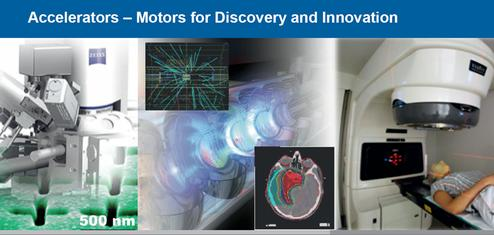 Accelerators – Motors for Discovery and Innovation
ZEISS
500 nm